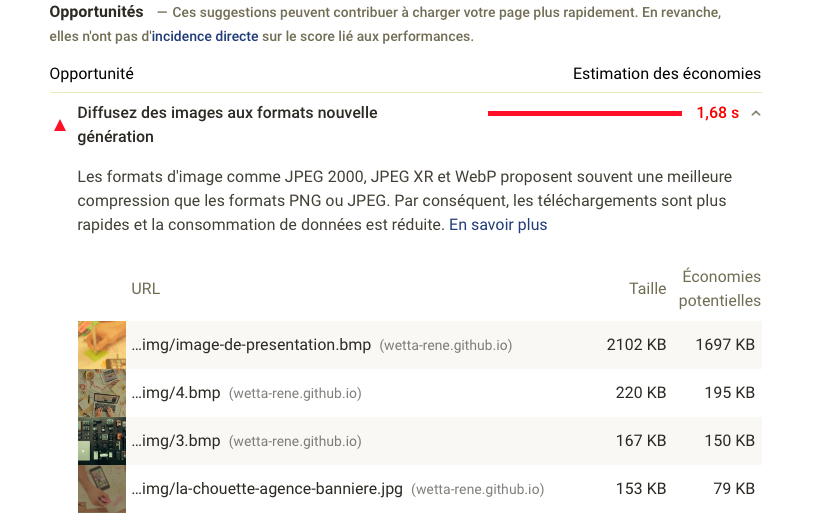 Opportunités — Ces suggestions peuvent contribuer à charger votre page plus rapidement. En revanche,
elles n'ont pas d'incidence directe sur le score lié aux performances.
Opportunité Estimation des économies
Diffusez des images aux formats nouvelle
génération
1,68 s
Les formats d'image comme JPEG 2000, JPEG XR et WebP proposent souvent une meilleure
compression que les formats PNG ou JPEG. Par conséquent, les téléchargements sont plus
rapides et la consommation de données est réduite. En savoir plus
URL Taille Économies
potentielles
...img/image-de-presentation.bmp (wetta-rene.github.io) 2102 KB 1697 KB
...img/4.bmp (wetta-rene.github.io) 220 KB 195 KB
...img/3.bmp (wetta-rene.github.io) 167 KB 150 KB
...img/la-chouette-agence-banniere.jpg (wetta-rene.github.io) 153 KB 79 KB